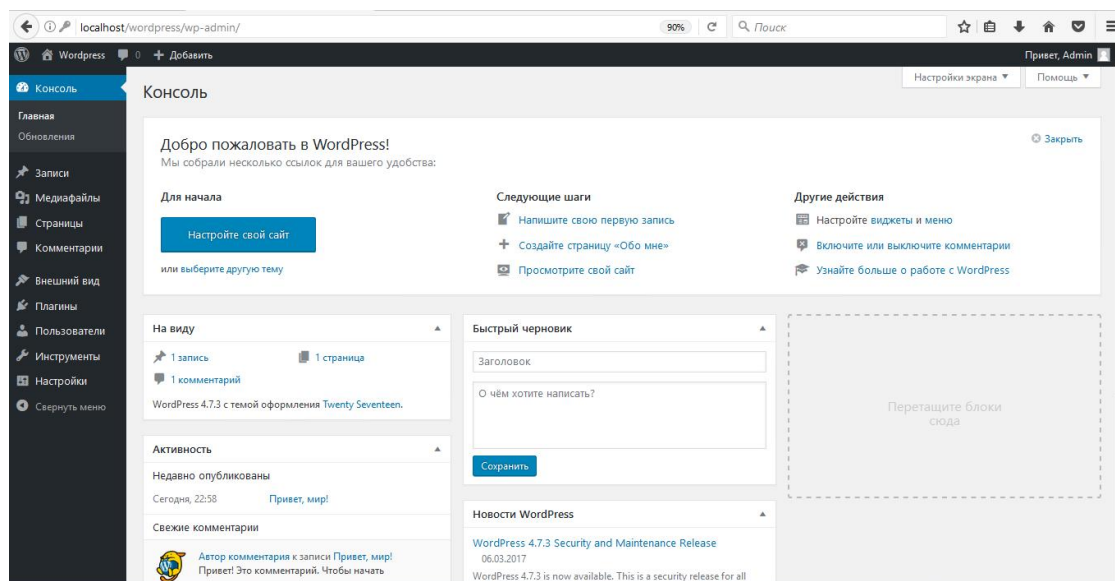 localhost/wordpress/wp-admin/
90%
Поиск
Wordpress
0
Добавить
Привет, Admin
Консоль
Главная
Обновления
Записи
Медиафайлы
Страницы
Комментарии
Внешний вид
Плагины
Пользователи
Инструменты
Настройки
Свернуть меню
Настройки экрана
Помощь
Консоль
Добро пожаловать в WordPress!
Мы собрали несколько ссылок для вашего удобства:
Закрыть
Для начала
Настройте свой сайт
или выберите другую тему
Следующие шаги
Напишите свою первую запись
Создайте страницу «Обо мне»
Просмотрите свой сайт
Другие действия
Настройте виджеты и меню
Включите или выключите комментарии
Узнайте больше о работе с WordPress
На виду
1 запись
1 страница
1 комментарий
WordPress 4.7.3 с темой оформления Twenty Seventeen.
Активность
Недавно опубликованы
Сегодня, 22:58 Привет, мир!
Свежие комментарии
Автор комментария к записи Привет, мир!
Привет! Это комментарий. Чтобы начать
Быстрый черновик
Заголовок
О чём хотите написать?
Сохранить
Новости WordPress
WordPress 4.7.3 Security and Maintenance Release
06.03.2017
WordPress 4.7.3 is now available. This is a security release for all
Перетащите блоки
сюда